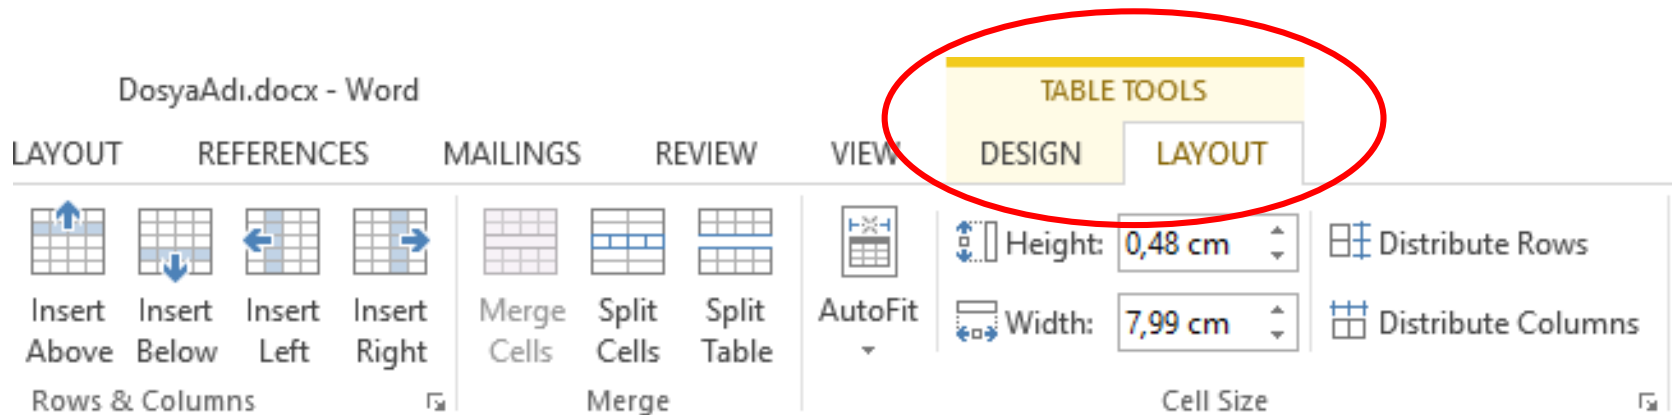 DosyaAdı.docx - Word
TABLE TOOLS
LAYOUT REFERENCES MAILINGS REVIEW VIEW DESIGN LAYOUT
Insert Above
Insert Below
Insert Left
Insert Right
Merge Cells
Split Cells
Split Table
AutoFit
Height: 0,48 cm
Width: 7,99 cm
Distribute Rows
Distribute Columns
Rows & Columns
Merge
Cell Size